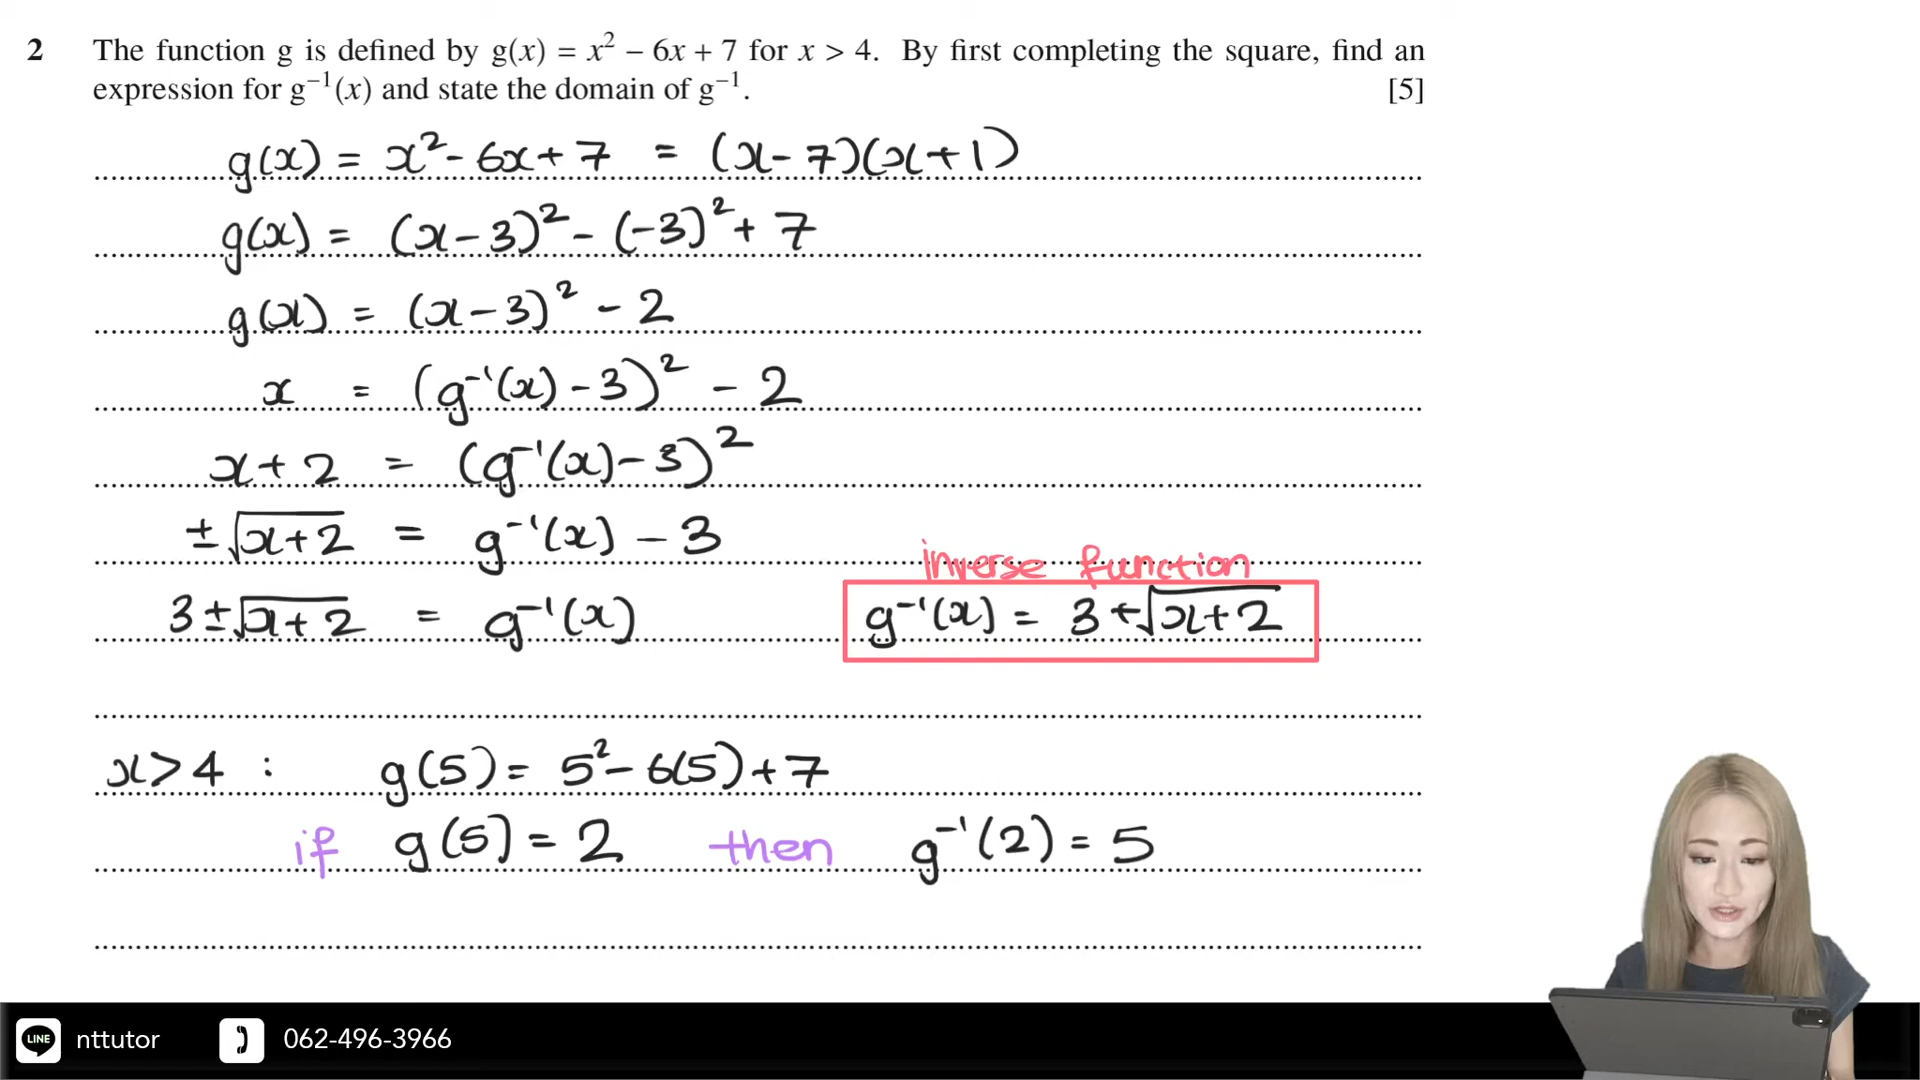 2 The function g is defined by g(x) = x² − 6x + 7 for x > 4. By first completing the square, find an
expression for g⁻¹(x) and state the domain of g⁻¹. [5]
g(x) = x² - 6x + 7 = (x - 7)(x + 1)
g(x) = (x - 3)² - (-3)² + 7
g(x) = (x - 3)² - 2
x = (g⁻¹(x) - 3)² - 2
x + 2 = (g⁻¹(x) - 3)²
±√(x+2) = g⁻¹(x) - 3
inverse function
3 ± √(x+2) = g⁻¹(x) g⁻¹(x) = 3 + √(x+2)
x > 4 : g(5) = 5² - 6(5) + 7
if g(5) = 2 then g⁻¹(2) = 5
LINE nttutor 062-496-3966